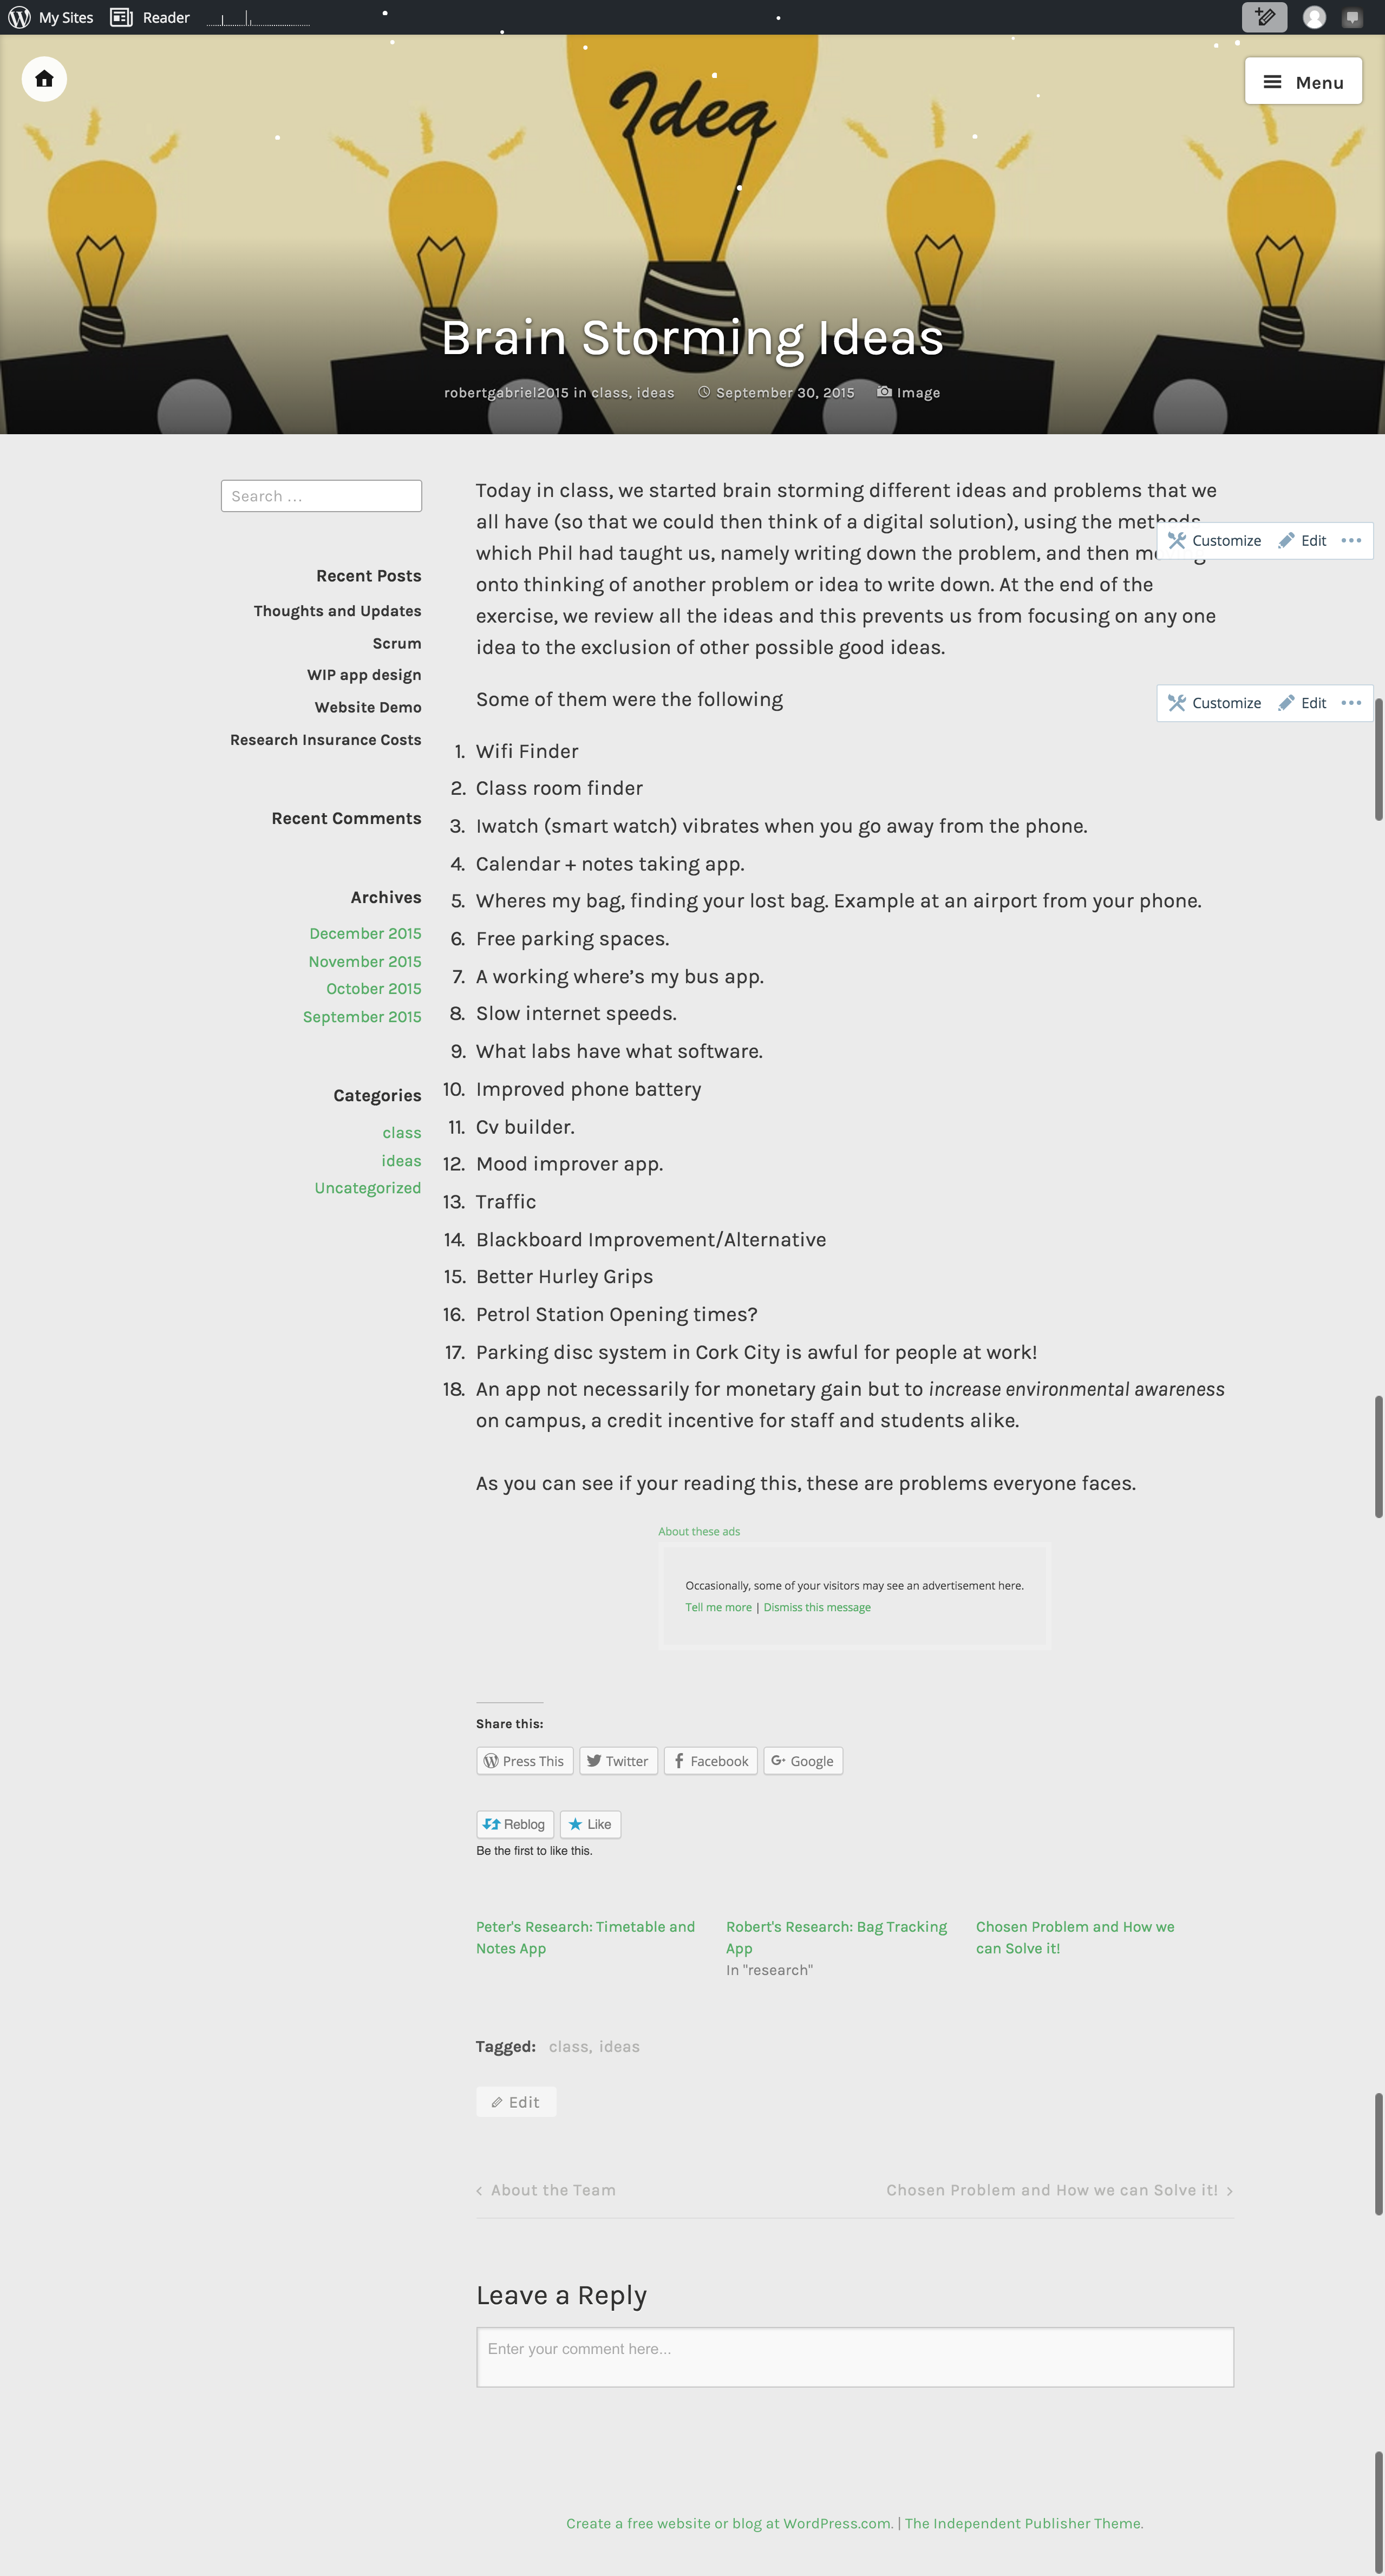 My Sites Reader
Menu
Idea
Brain Storming Ideas
robertgabriel2015 in class, ideas September 30, 2015 Image
Search ...
Recent Posts
Thoughts and Updates
Scrum
WIP app design
Website Demo
Research Insurance Costs
Recent Comments
Archives
December 2015
November 2015
October 2015
September 2015
Categories
class
ideas
Uncategorized
Today in class, we started brain storming different ideas and problems that we
all have (so that we could then think of a digital solution), using the methods
which Phil had taught us, namely writing down the problem, and then
onto thinking of another problem or idea to write down. At the end of the
exercise, we review all the ideas and this prevents us from focusing on any one
idea to the exclusion of other possible good ideas.
Customize Edit
Some of them were the following
Customize Edit
1. Wifi Finder
2. Class room finder
3. Iwatch (smart watch) vibrates when you go away from the phone.
4. Calendar + notes taking app.
5. Wheres my bag, finding your lost bag. Example at an airport from your phone.
6. Free parking spaces.
7. A working where's my bus app.
8. Slow internet speeds.
9. What labs have what software.
10. Improved phone battery
11. Cv builder.
12. Mood improver app.
13. Traffic
14. Blackboard Improvement/Alternative
15. Better Hurley Grips
16. Petrol Station Opening times?
17. Parking disc system in Cork City is awful for people at work!
18. An app not necessarily for monetary gain but to increase environmental awareness
on campus, a credit incentive for staff and students alike.
As you can see if your reading this, these are problems everyone faces.
About these ads
Occasionally, some of your visitors may see an advertisement here.
Tell me more | Dismiss this message
Share this:
Press This Twitter Facebook Google
Reblog Like
Be the first to like this.
Peter's Research: Timetable and
Notes App
Robert's Research: Bag Tracking
App
In "research"
Chosen Problem and How we
can Solve it!
Tagged: class, ideas
Edit
‹ About the Team
Chosen Problem and How we can Solve it! ›
Leave a Reply
Enter your comment here...
Create a free website or blog at WordPress.com. | The Independent Publisher Theme.